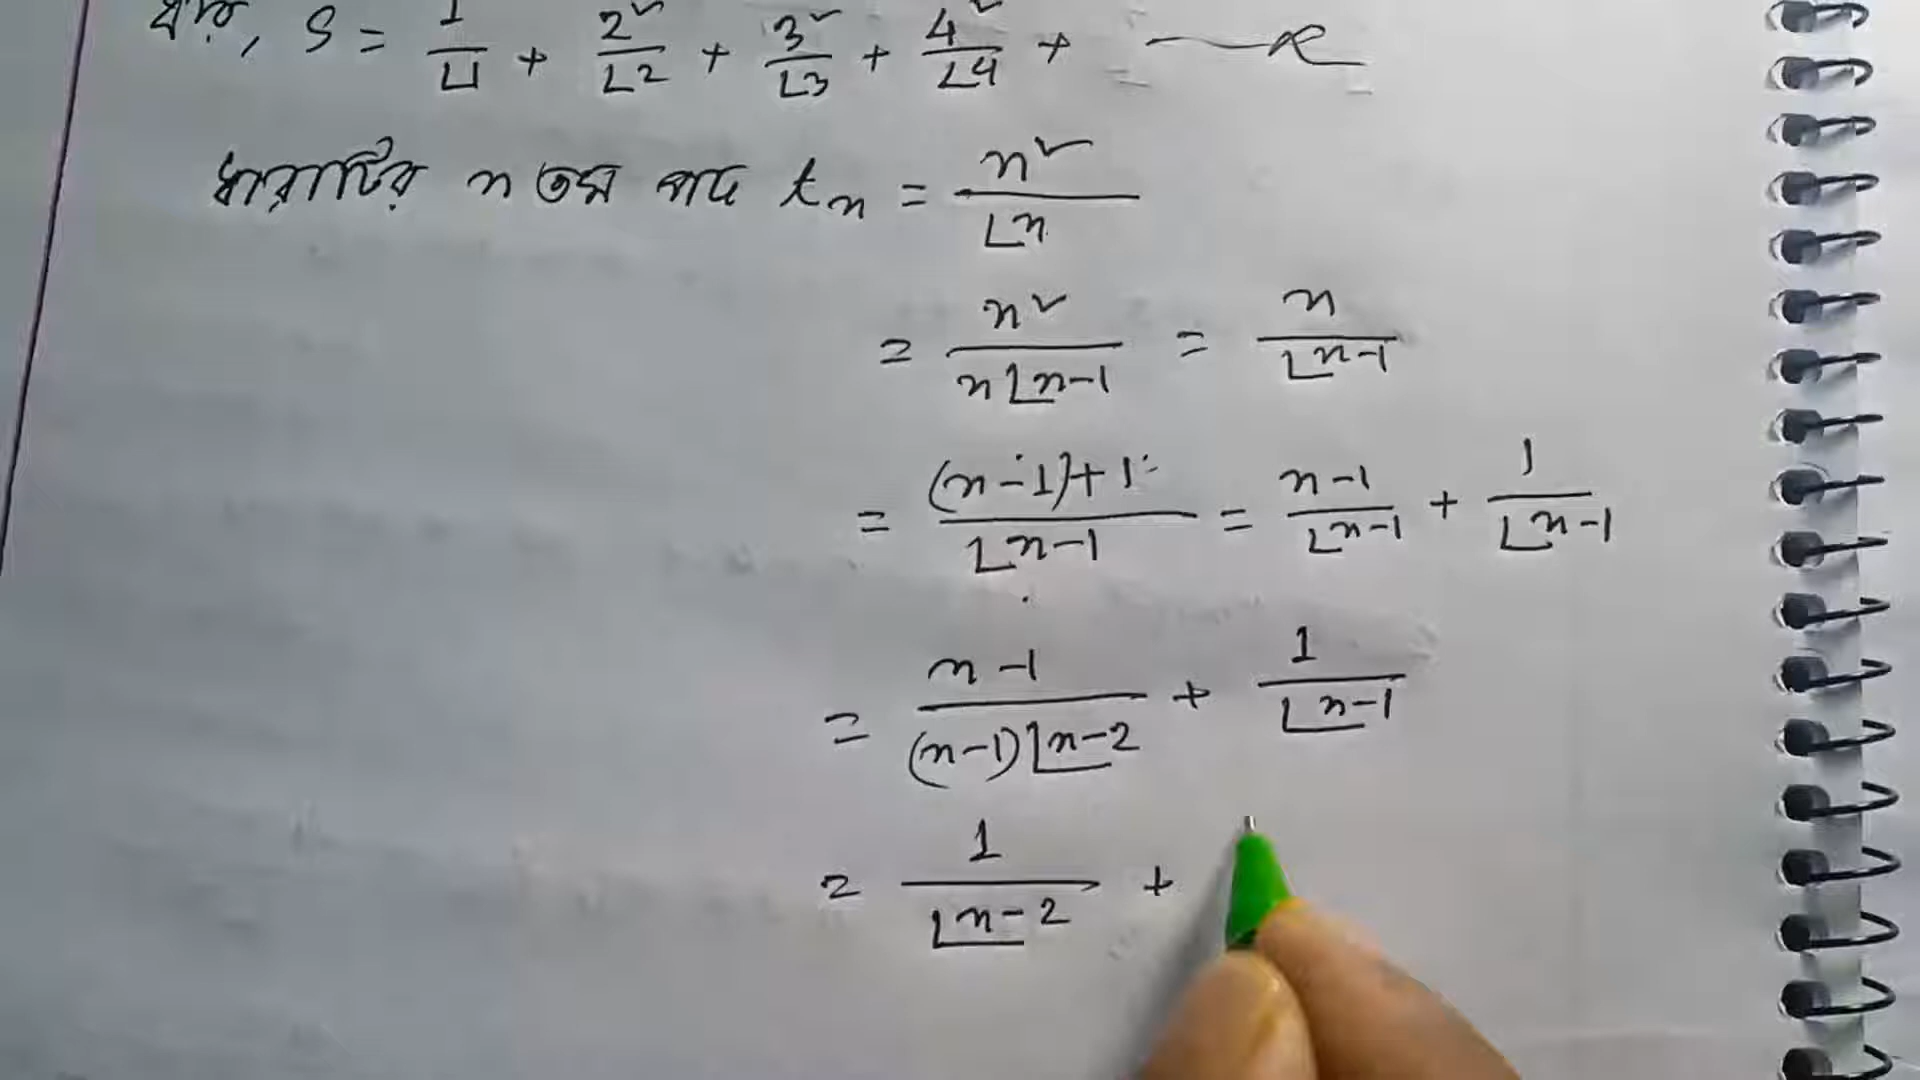 ধরি, S = 1/⌊1 + 2²/⌊2 + 3²/⌊3 + 4²/⌊4 + —— ∝
ধারাটির n তম পদ tₙ = n²/⌊n
= n²/n⌊n-1 = n/⌊n-1
= (n-1)+1/⌊n-1 = n-1/⌊n-1 + 1/⌊n-1
= n-1/(n-1)⌊n-2 + 1/⌊n-1
= 1/⌊n-2 +